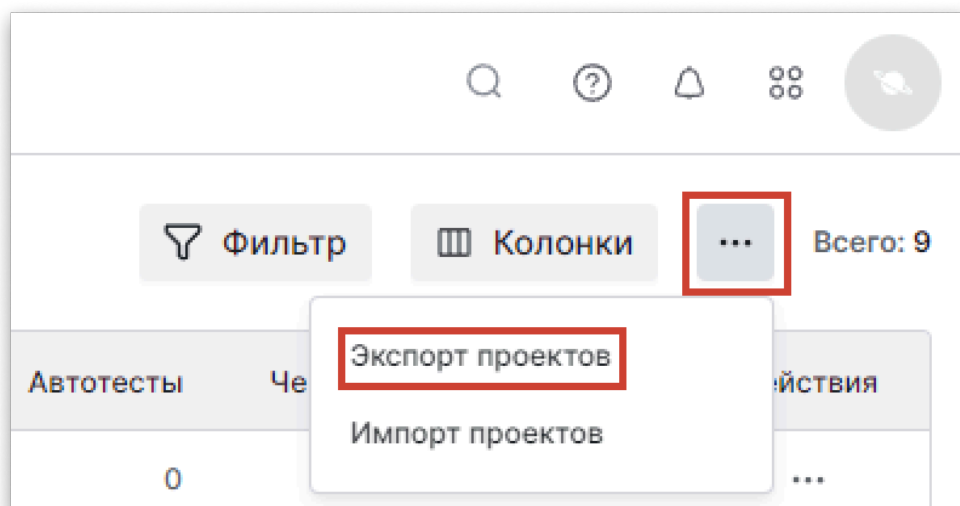 Фильтр
Колонки
Всего: 9
Экспорт проектов
Автотесты
Импорт проектов
0